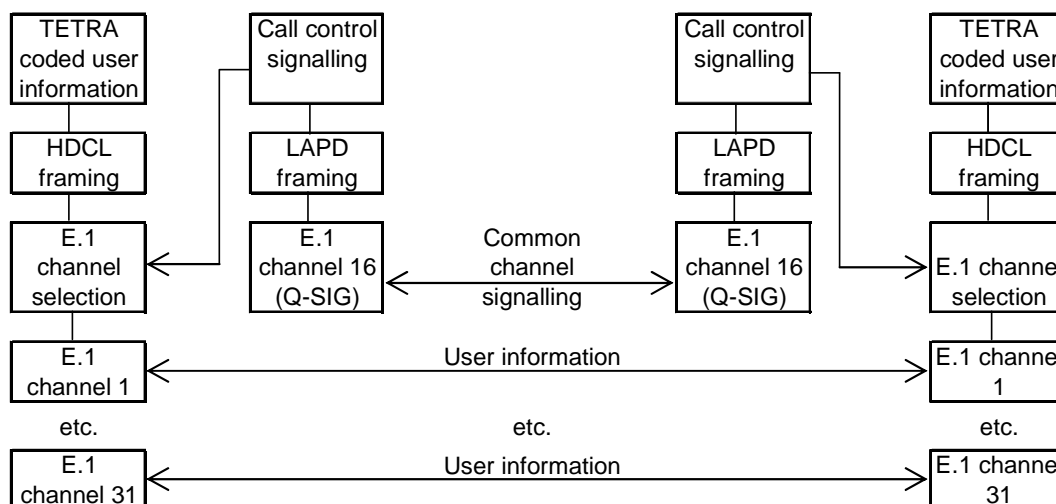 TETRA
coded user
information
Call control
signalling
Call control
signalling
TETRA
coded user
information
HDCL
framing
LAPD
framing
LAPD
framing
HDCL
framing
E.1
channel
selection
E.1
channel 16
(Q-SIG)
Common
channel
signalling
E.1
channel 16
(Q-SIG)
E.1 channel
selection
E.1
channel 1
User information
E.1 channel
1
etc.
etc.
etc.
E.1
channel 31
User information
E.1 channel
31